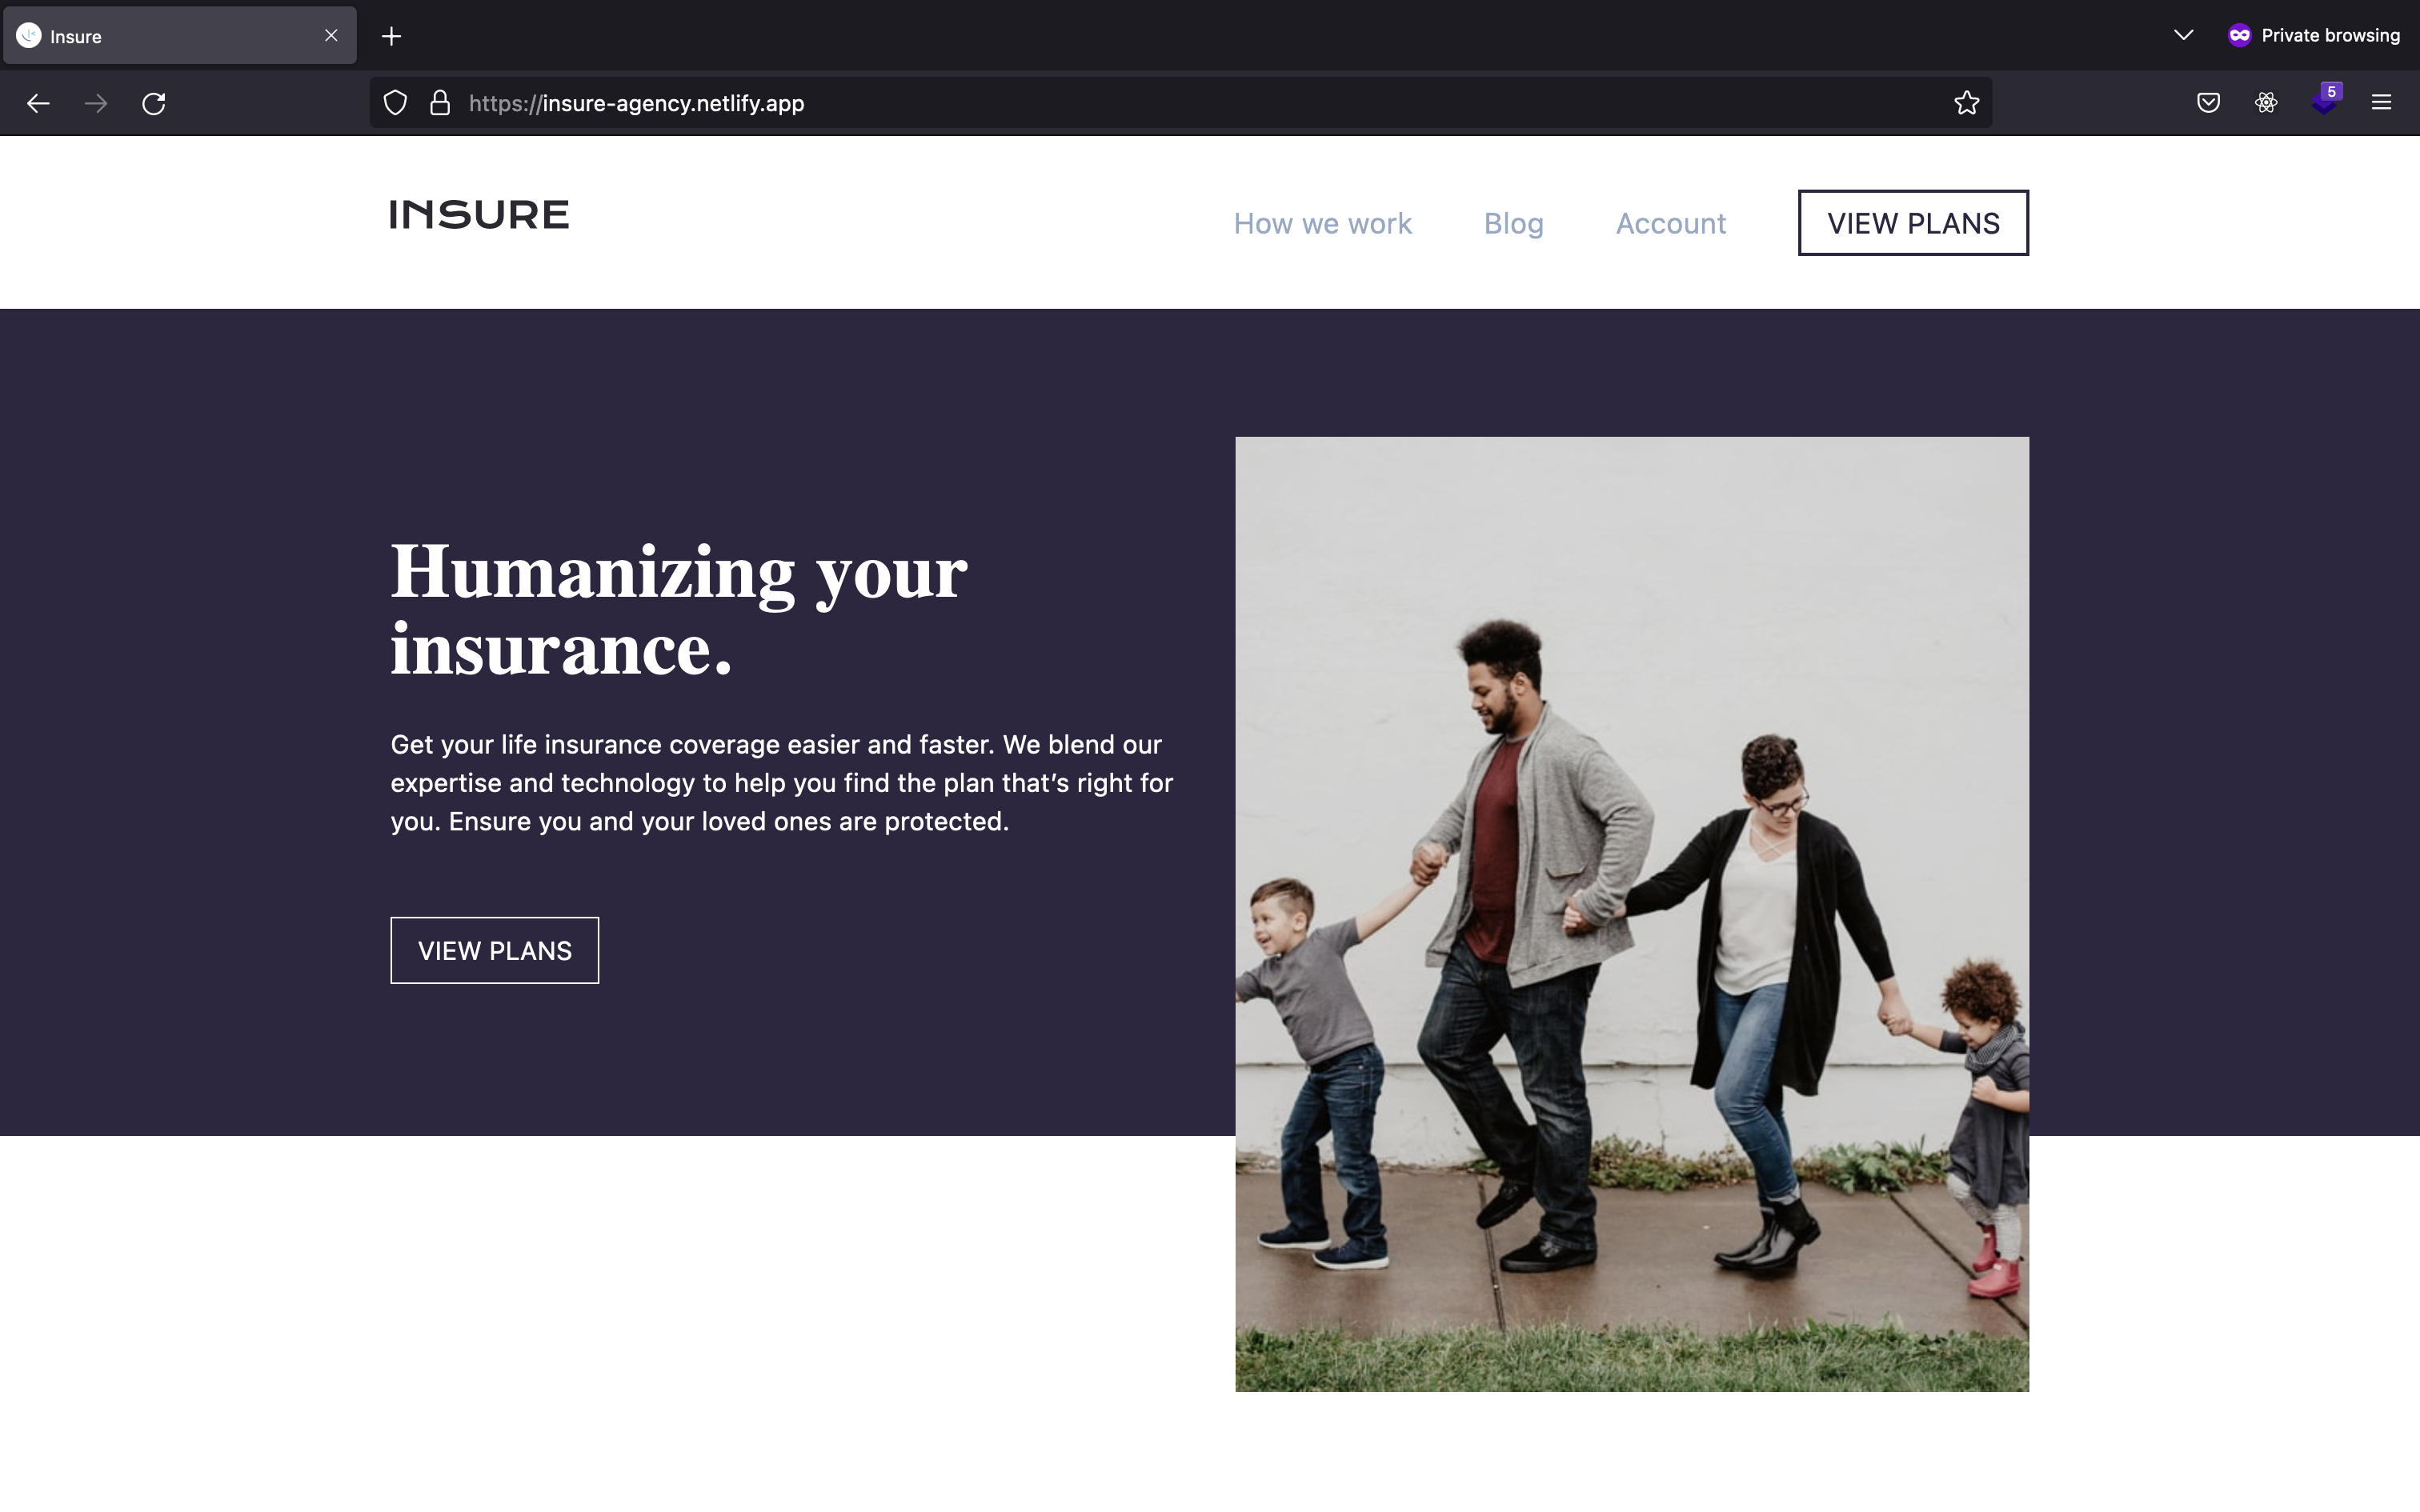 Insure
Private browsing
https://insure-agency.netlify.app
5
INSURE
How we work
Blog
Account
VIEW PLANS
Humanizing your
insurance.
Get your life insurance coverage easier and faster. We blend our
expertise and technology to help you find the plan that’s right for
you. Ensure you and your loved ones are protected.
VIEW PLANS